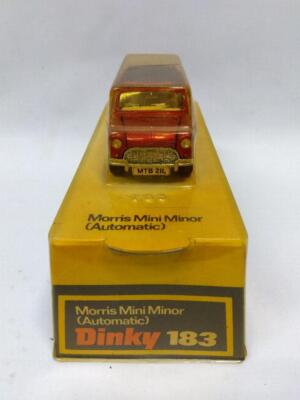 MTB 21L
Morris Mini Minor
(Automatic)
Morris Mini Minor
(Automatic)
Dinky 183